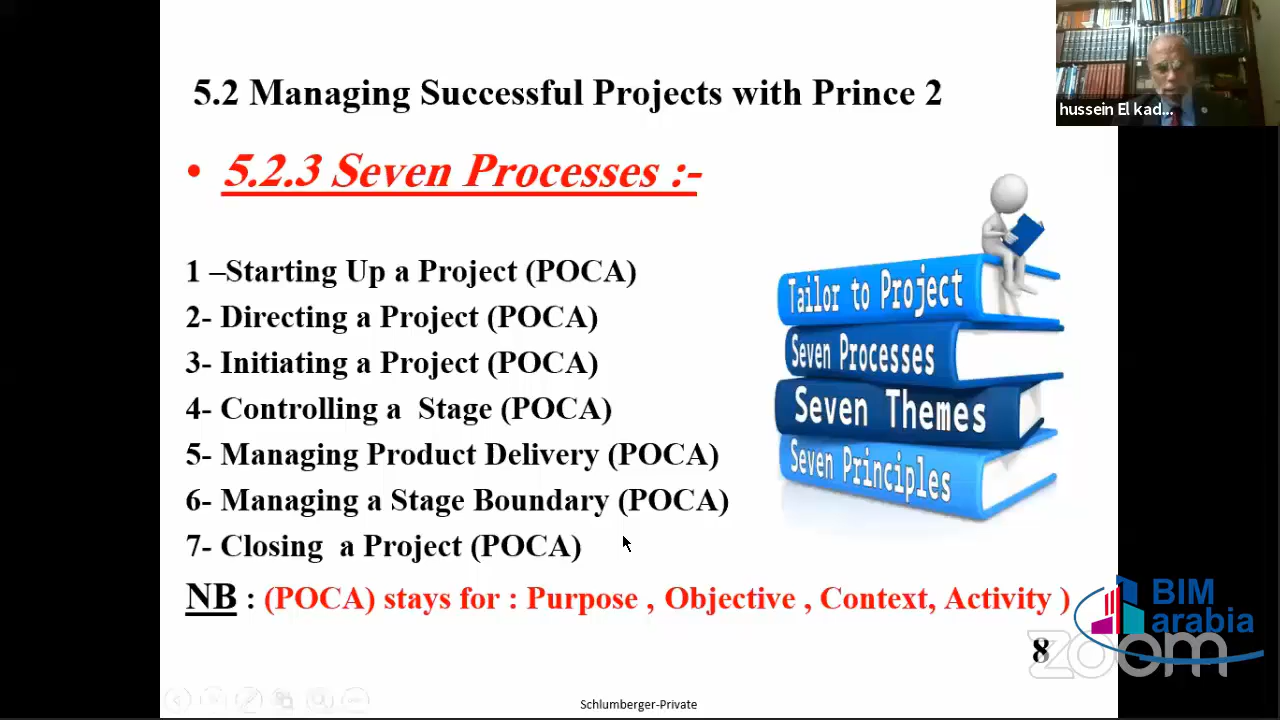 5.2 Managing Successful Projects with Prince 2
hussein El kad...
• 5.2.3 Seven Processes :-
1 –Starting Up a Project (POCA)
2- Directing a Project (POCA)
3- Initiating a Project (POCA)
4- Controlling a Stage (POCA)
5- Managing Product Delivery (POCA)
6- Managing a Stage Boundary (POCA)
7- Closing a Project (POCA)
NB : (POCA) stays for : Purpose , Objective , Context, Activity )
Tailor to Project
Seven Processes
Seven Themes
Seven Principles
BIM
arabia
zoom
8
Schlumberger-Private